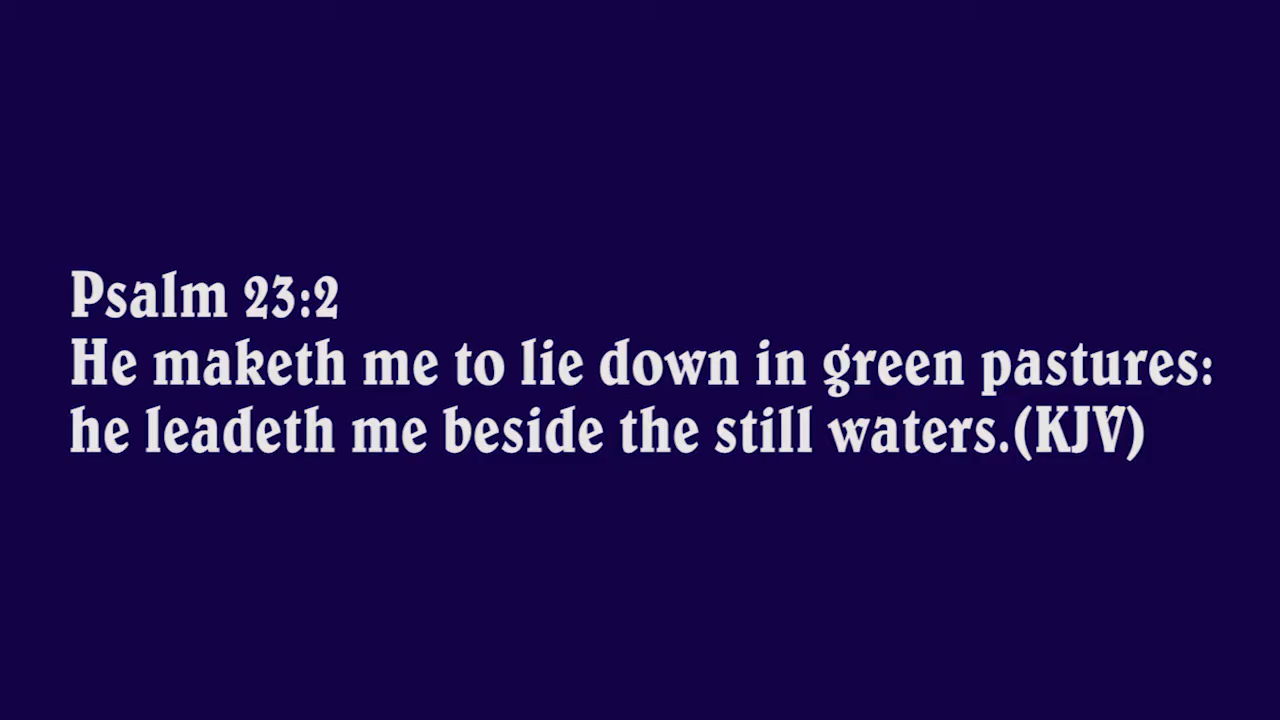 Psalm 23:2
He maketh me to lie down in green pastures:
he leadeth me beside the still waters.(KJV)